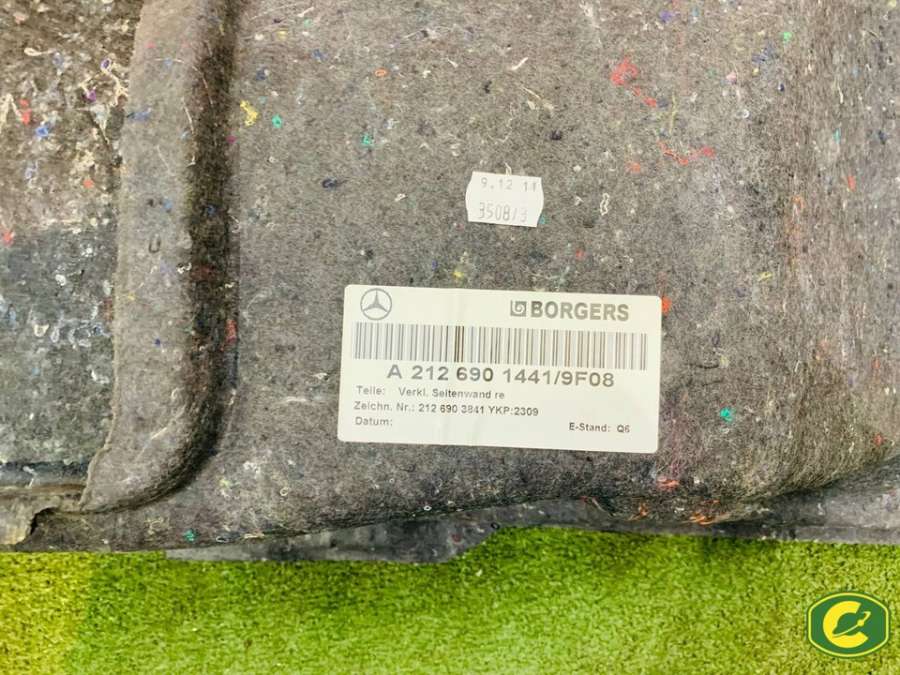 9.12 11
3508/3
BORGERS
A 212 690 1441/9F08
Teile: Verkl. Seitenwand re
Zeichn. Nr.: 212 690 3841 YKP:2309
Datum:
E-Stand: Q6
C